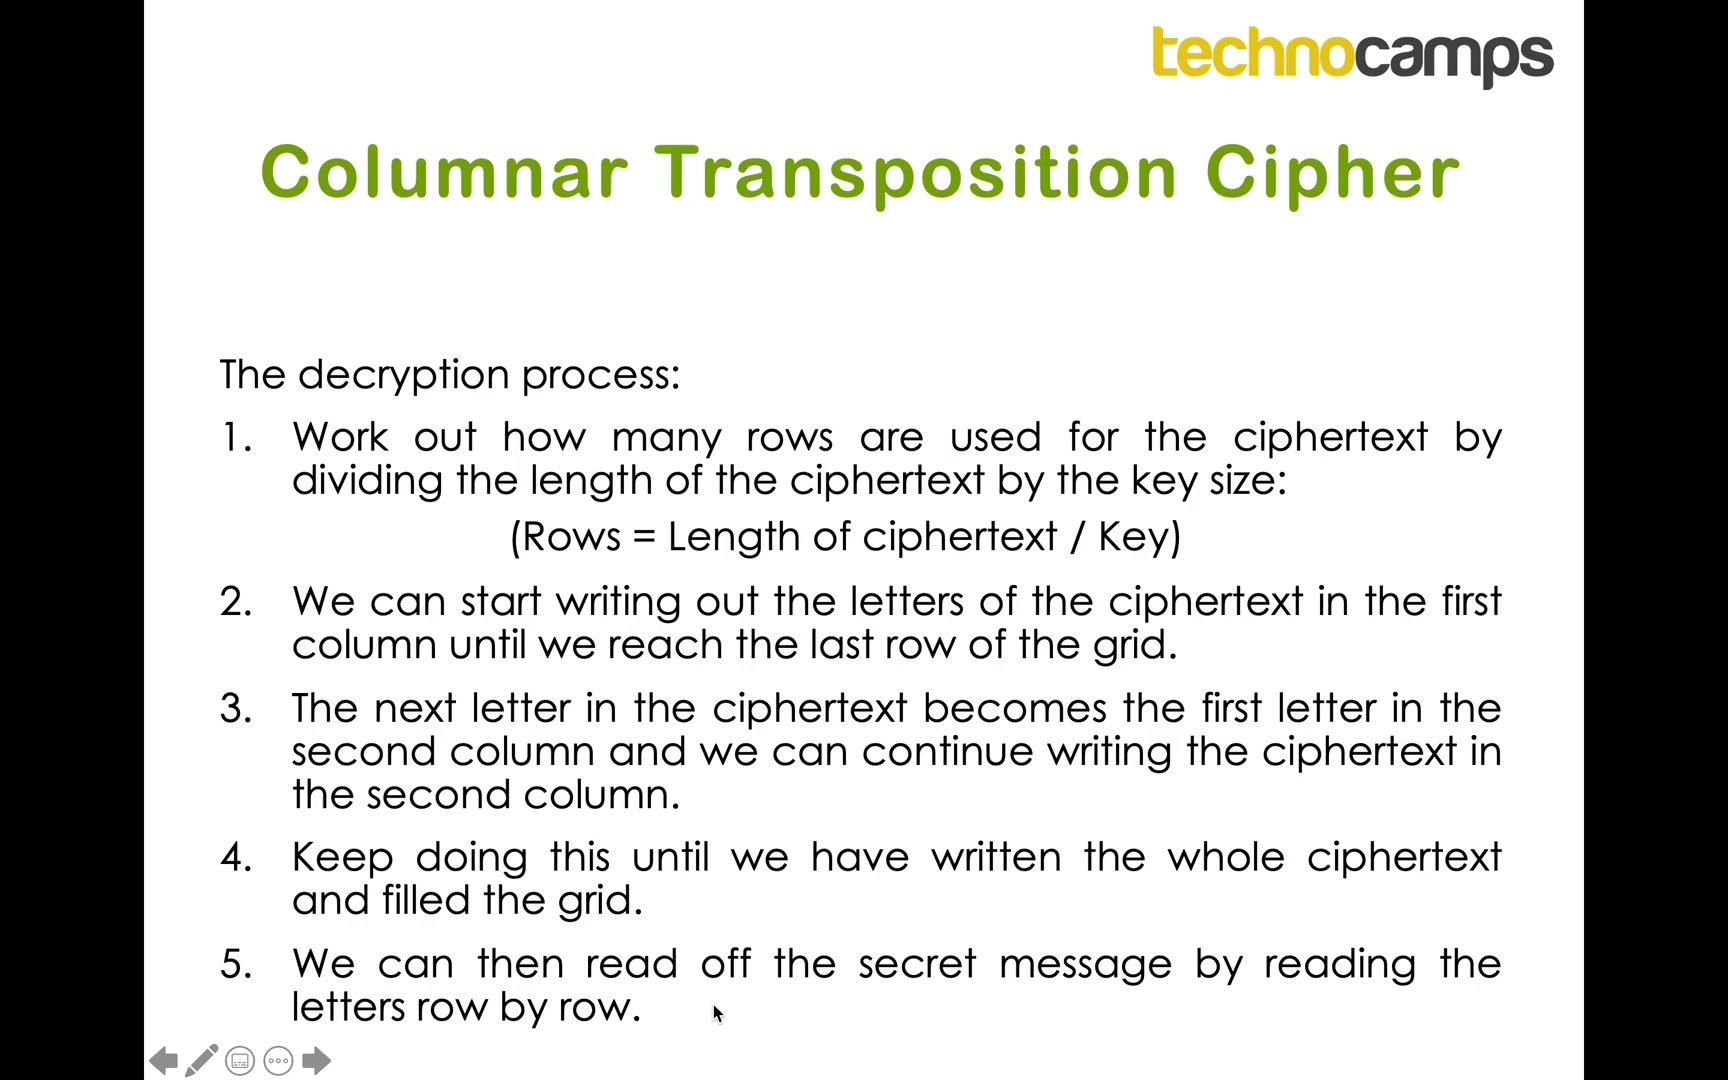 technocamps
Columnar Transposition Cipher
The decryption process:
1. Work out how many rows are used for the ciphertext by
dividing the length of the ciphertext by the key size:
(Rows = Length of ciphertext / Key)
2. We can start writing out the letters of the ciphertext in the first
column until we reach the last row of the grid.
3. The next letter in the ciphertext becomes the first letter in the
second column and we can continue writing the ciphertext in
the second column.
4. Keep doing this until we have written the whole ciphertext
and filled the grid.
5. We can then read off the secret message by reading the
letters row by row.